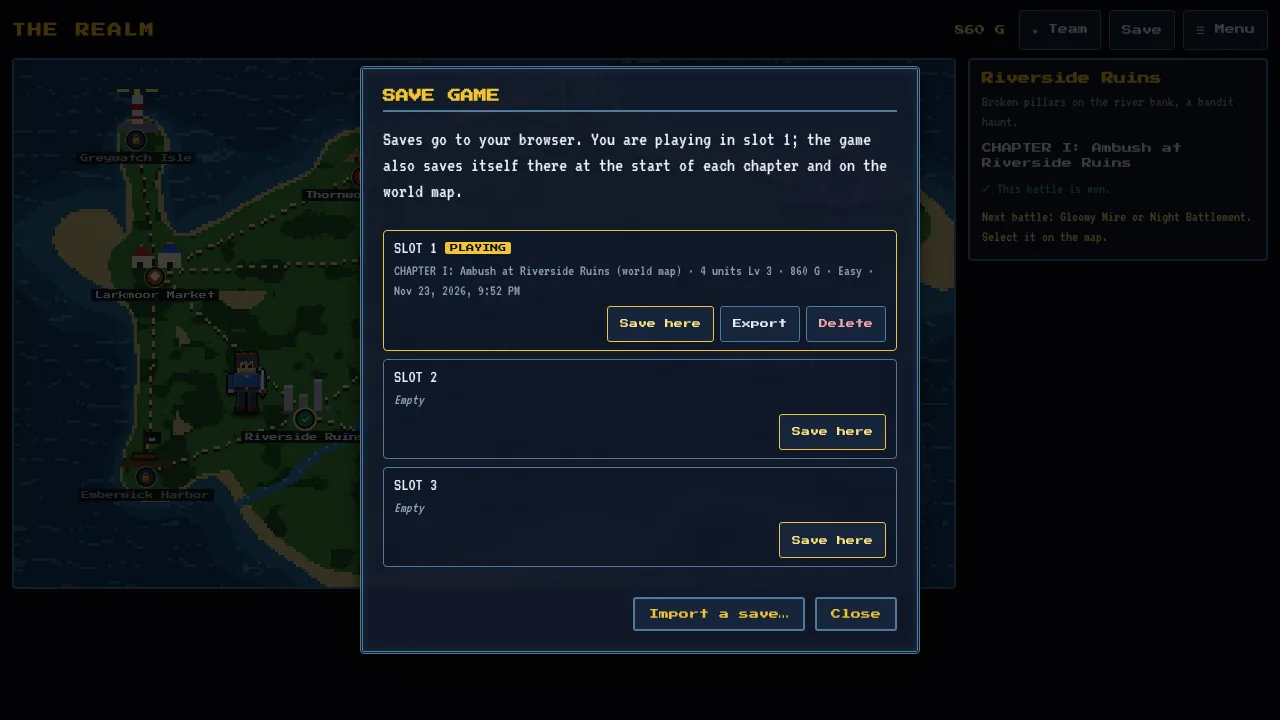 THE REALM
860 G
Team
Save
☰ Menu
SAVE GAME
Saves go to your browser. You are playing in slot 1; the game
also saves itself there at the start of each chapter and on the
world map.
SLOT 1 PLAYING
CHAPTER I: Ambush at Riverside Ruins (world map) · 4 units Lv 3 · 860 G · Easy ·
Nov 23, 2026, 9:52 PM
Save here
Export
Delete
SLOT 2
Empty
Save here
SLOT 3
Empty
Save here
Import a save…
Close
Greywatch Isle
Thornwo
Larkmoor Market
Riverside Ruins
Emberwick Harbor
Riverside Ruins
Broken pillars on the river bank, a bandit
haunt.
CHAPTER I: Ambush at
Riverside Ruins
✓ This battle is won.
Next battle: Gloomy Mire or Night Battlement.
Select it on the map.